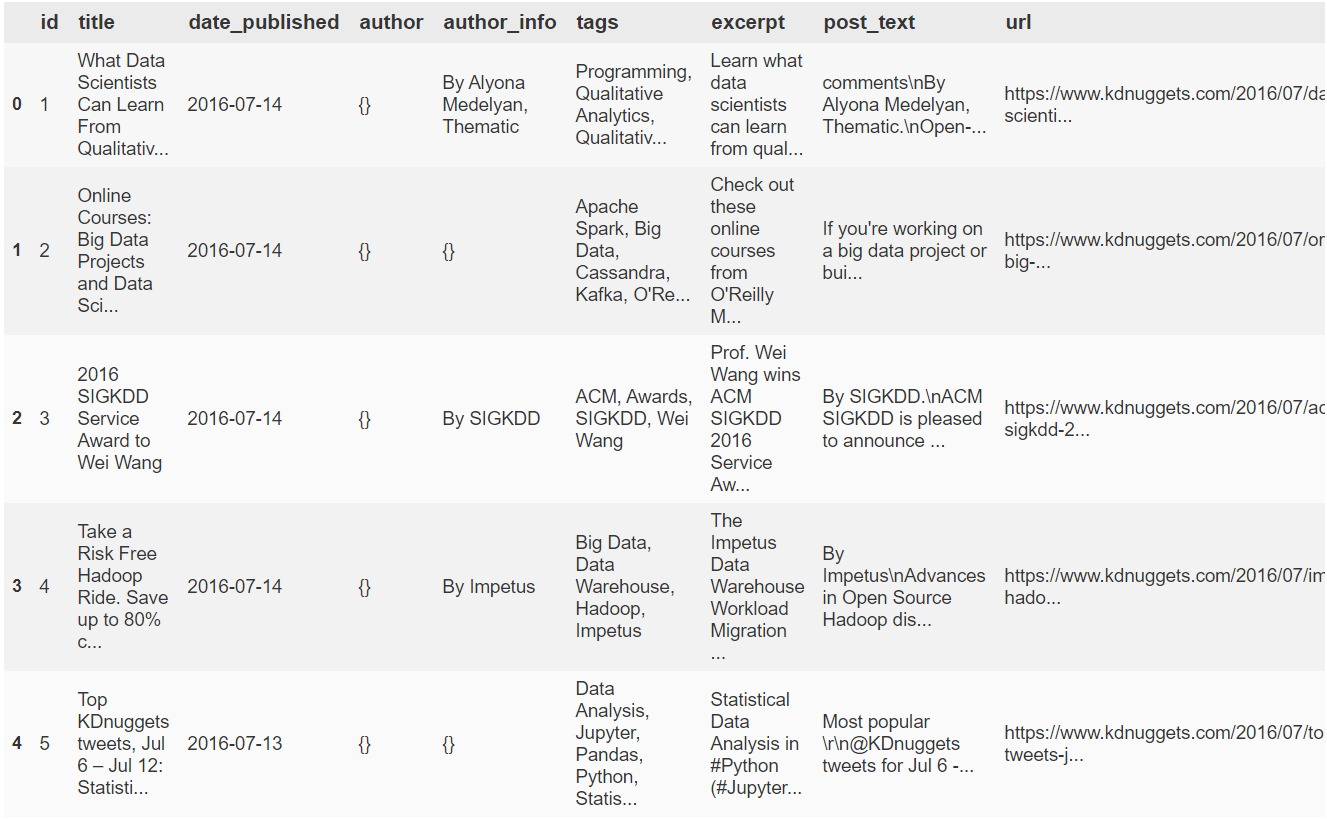 id title date_published author author_info tags excerpt post_text url
0 1 What Data Scientists Can Learn From Qualitativ... 2016-07-14 {} By Alyona Medelyan, Thematic Programming, Qualitative Analytics, Qualitativ... Learn what data scientists can learn from qual... comments\nBy Alyona Medelyan, Thematic.\nOpen-... https://www.kdnuggets.com/2016/07/da scienti...
1 2 Online Courses: Big Data Projects and Data Sci... 2016-07-14 {} {} Apache Spark, Big Data, Cassandra, Kafka, O'Re... Check out these online courses from O'Reilly M... If you're working on a big data project or bui... https://www.kdnuggets.com/2016/07/or big-...
2 3 2016 SIGKDD Service Award to Wei Wang 2016-07-14 {} By SIGKDD ACM, Awards, SIGKDD, Wei Wang Prof. Wei Wang wins ACM SIGKDD 2016 Service Aw... By SIGKDD.\nACM SIGKDD is pleased to announce ... https://www.kdnuggets.com/2016/07/ac sigkdd-2...
3 4 Take a Risk Free Hadoop Ride. Save up to 80% c... 2016-07-14 {} By Impetus Big Data, Data Warehouse, Hadoop, Impetus The Impetus Data Warehouse Workload Migration ... By Impetus\nAdvances in Open Source Hadoop dis... https://www.kdnuggets.com/2016/07/im hado...
4 5 Top KDnuggets tweets, Jul 6 – Jul 12: Statisti... 2016-07-13 {} {} Data Analysis, Jupyter, Pandas, Python, Statis... Statistical Data Analysis in #Python (#Jupyter... Most popular \r\n@KDnuggets tweets for Jul 6 -... https://www.kdnuggets.com/2016/07/to tweets-j...